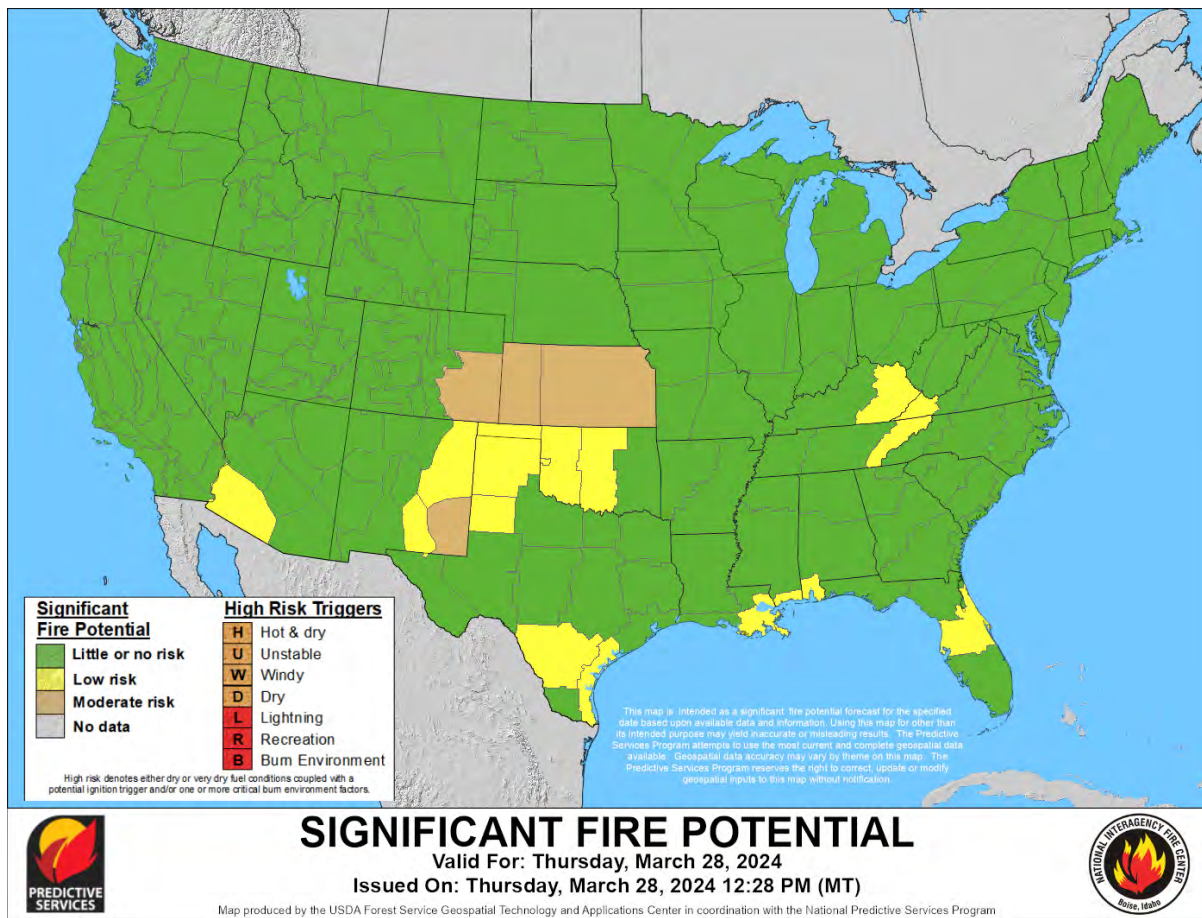 Significant
Fire Potential
Little or no risk
Low risk
Moderate risk
No data
High Risk Triggers
H Hot & dry
U Unstable
W Windy
D Dry
L Lightning
R Recreation
B Burn Environment
High risk denotes either dry or very dry fuel conditions coupled with a
potential ignition trigger and/or one or more critical burn environment factors.
This map is intended as a significant fire potential forecast for the specified
date based upon available data and information. Using this map for other than
its intended purpose may yield inaccurate or misleading results. The Predictive
Services Program attempts to use the most current and complete geospatial data
available. Geospatial data accuracy may vary by theme on this map. The
Predictive Services Program reserves the right to correct, update or modify
geospatial inputs to this map without notification.
PREDICTIVE
SERVICES
SIGNIFICANT FIRE POTENTIAL
Valid For: Thursday, March 28, 2024
Issued On: Thursday, March 28, 2024 12:28 PM (MT)
Map produced by the USDA Forest Service Geospatial Technology and Applications Center in coordination with the National Predictive Services Program
NATIONAL INTERAGENCY FIRE CENTER
Boise, Idaho